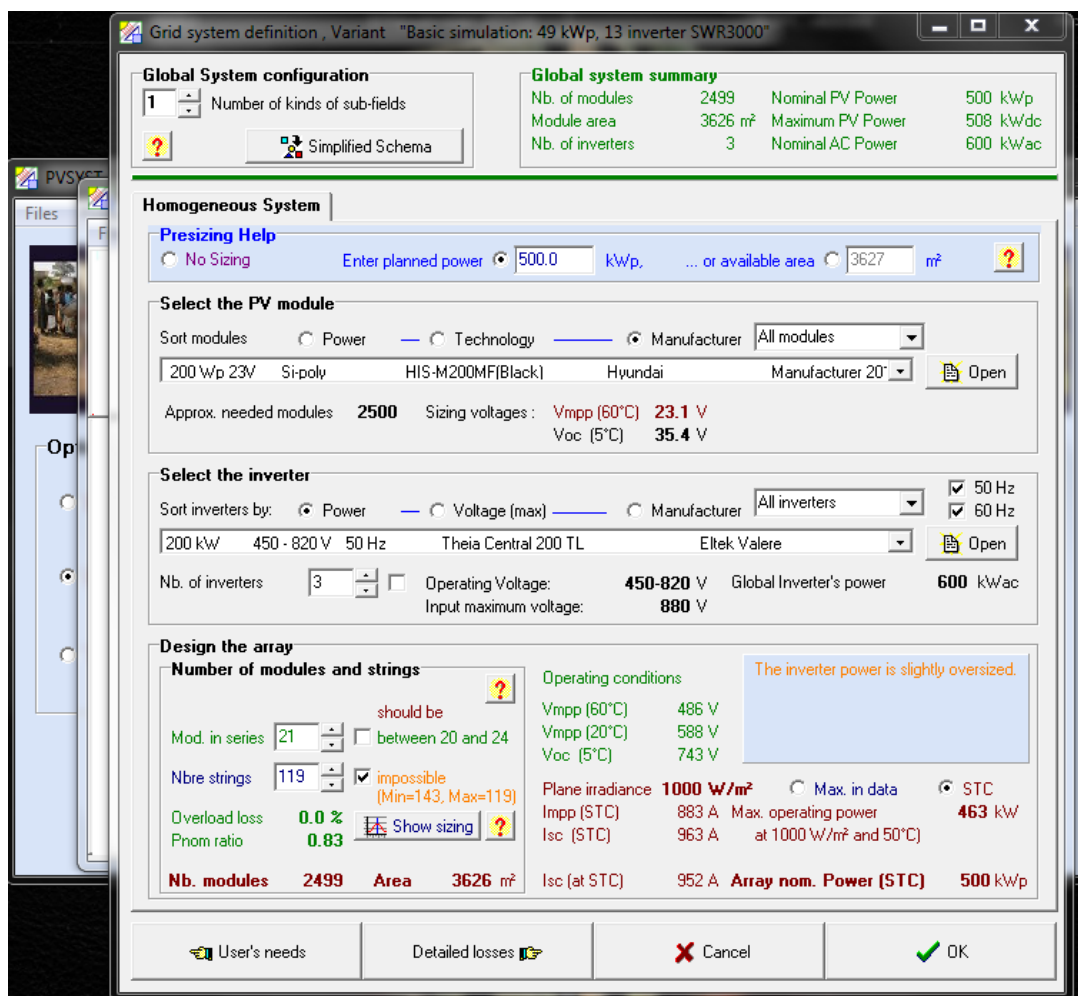 Grid system definition , Variant "Basic simulation: 49 kWp, 13 inverter SWR3000"
Global System configuration
1 Number of kinds of sub-fields
? Simplified Schema
Global system summary
Nb. of modules 2499 Nominal PV Power 500 kWp
Module area 3626 m² Maximum PV Power 508 kWdc
Nb. of inverters 3 Nominal AC Power 600 kWac
PVSYST
Files
F
Op
Homogeneous System
Presizing Help
No Sizing Enter planned power 500.0 kWp, ... or available area 3627 m² ?
Select the PV module
Sort modules Power Technology Manufacturer All modules
200 Wp 23V Si-poly HIS-M200MF(Black) Hyundai Manufacturer 20 Open
Approx. needed modules 2500 Sizing voltages : Vmpp (60°C) 23.1 V
Voc (5°C) 35.4 V
Select the inverter
Sort inverters by: Power Voltage (max) Manufacturer All inverters
50 Hz
60 Hz
200 kW 450 - 820 V 50 Hz Theia Central 200 TL Eltek Valere Open
Nb. of inverters 3 Operating Voltage: 450-820 V Global Inverter's power 600 kWac
Input maximum voltage: 880 V
Design the array
Number of modules and strings
?
should be
Mod. in series 21 between 20 and 24
Nbre strings 119 impossible
(Min=143, Max=119)
Overload loss 0.0 %
Pnom ratio 0.83
Show sizing ?
Nb. modules 2499 Area 3626 m²
Operating conditions
Vmpp (60°C) 486 V
Vmpp (20°C) 588 V
Voc (5°C) 743 V
The inverter power is slightly oversized.
Plane irradiance 1000 W/m² Max. in data STC
Impp (STC) 883 A Max. operating power 463 kW
Isc (STC) 963 A at 1000 W/m² and 50°C)
Isc (at STC) 952 A Array nom. Power (STC) 500 kWp
User's needs
Detailed losses
Cancel
OK